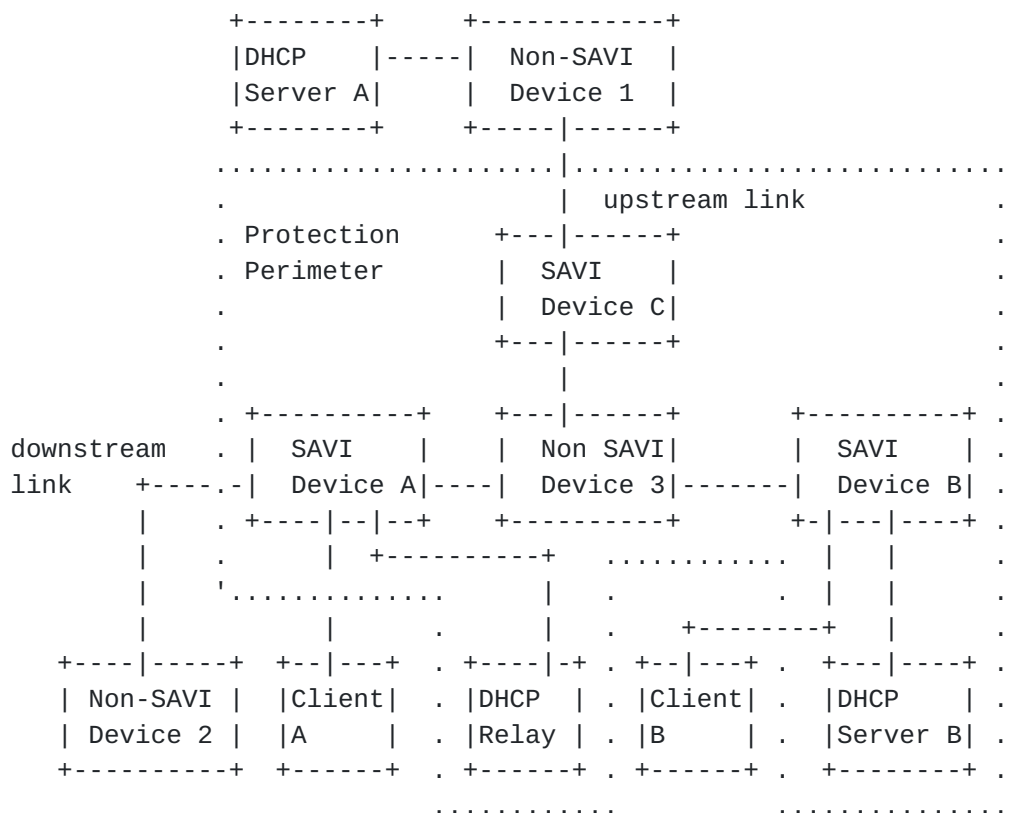 DHCP Non-SAVI
Server A Device 1
upstream link
Protection SAVI
Perimeter Device C
SAVI Non SAVI SAVI
downstream Device A Device 3 Device B
link
Non-SAVI Client DHCP Client DHCP
Device 2 A Relay B Server B